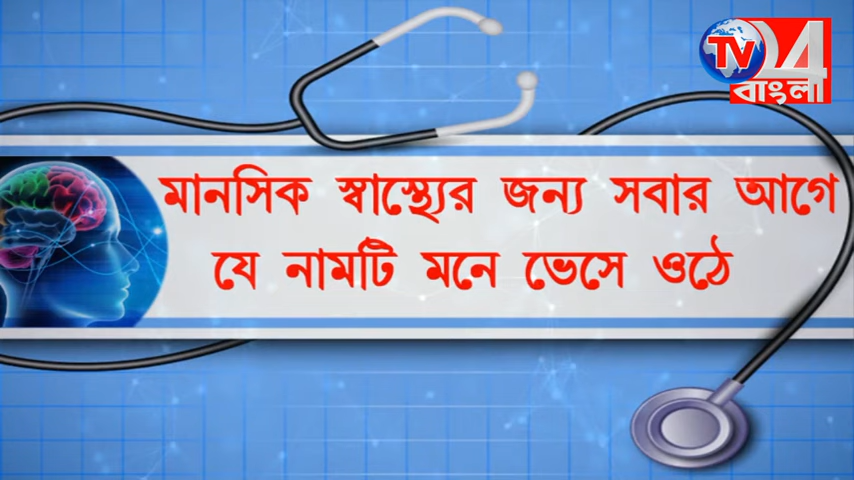 TV 24
বাংলা
মানসিক স্বাস্থ্যের জন্য সবার আগে
যে নামটি মনে ভেসে ওঠে